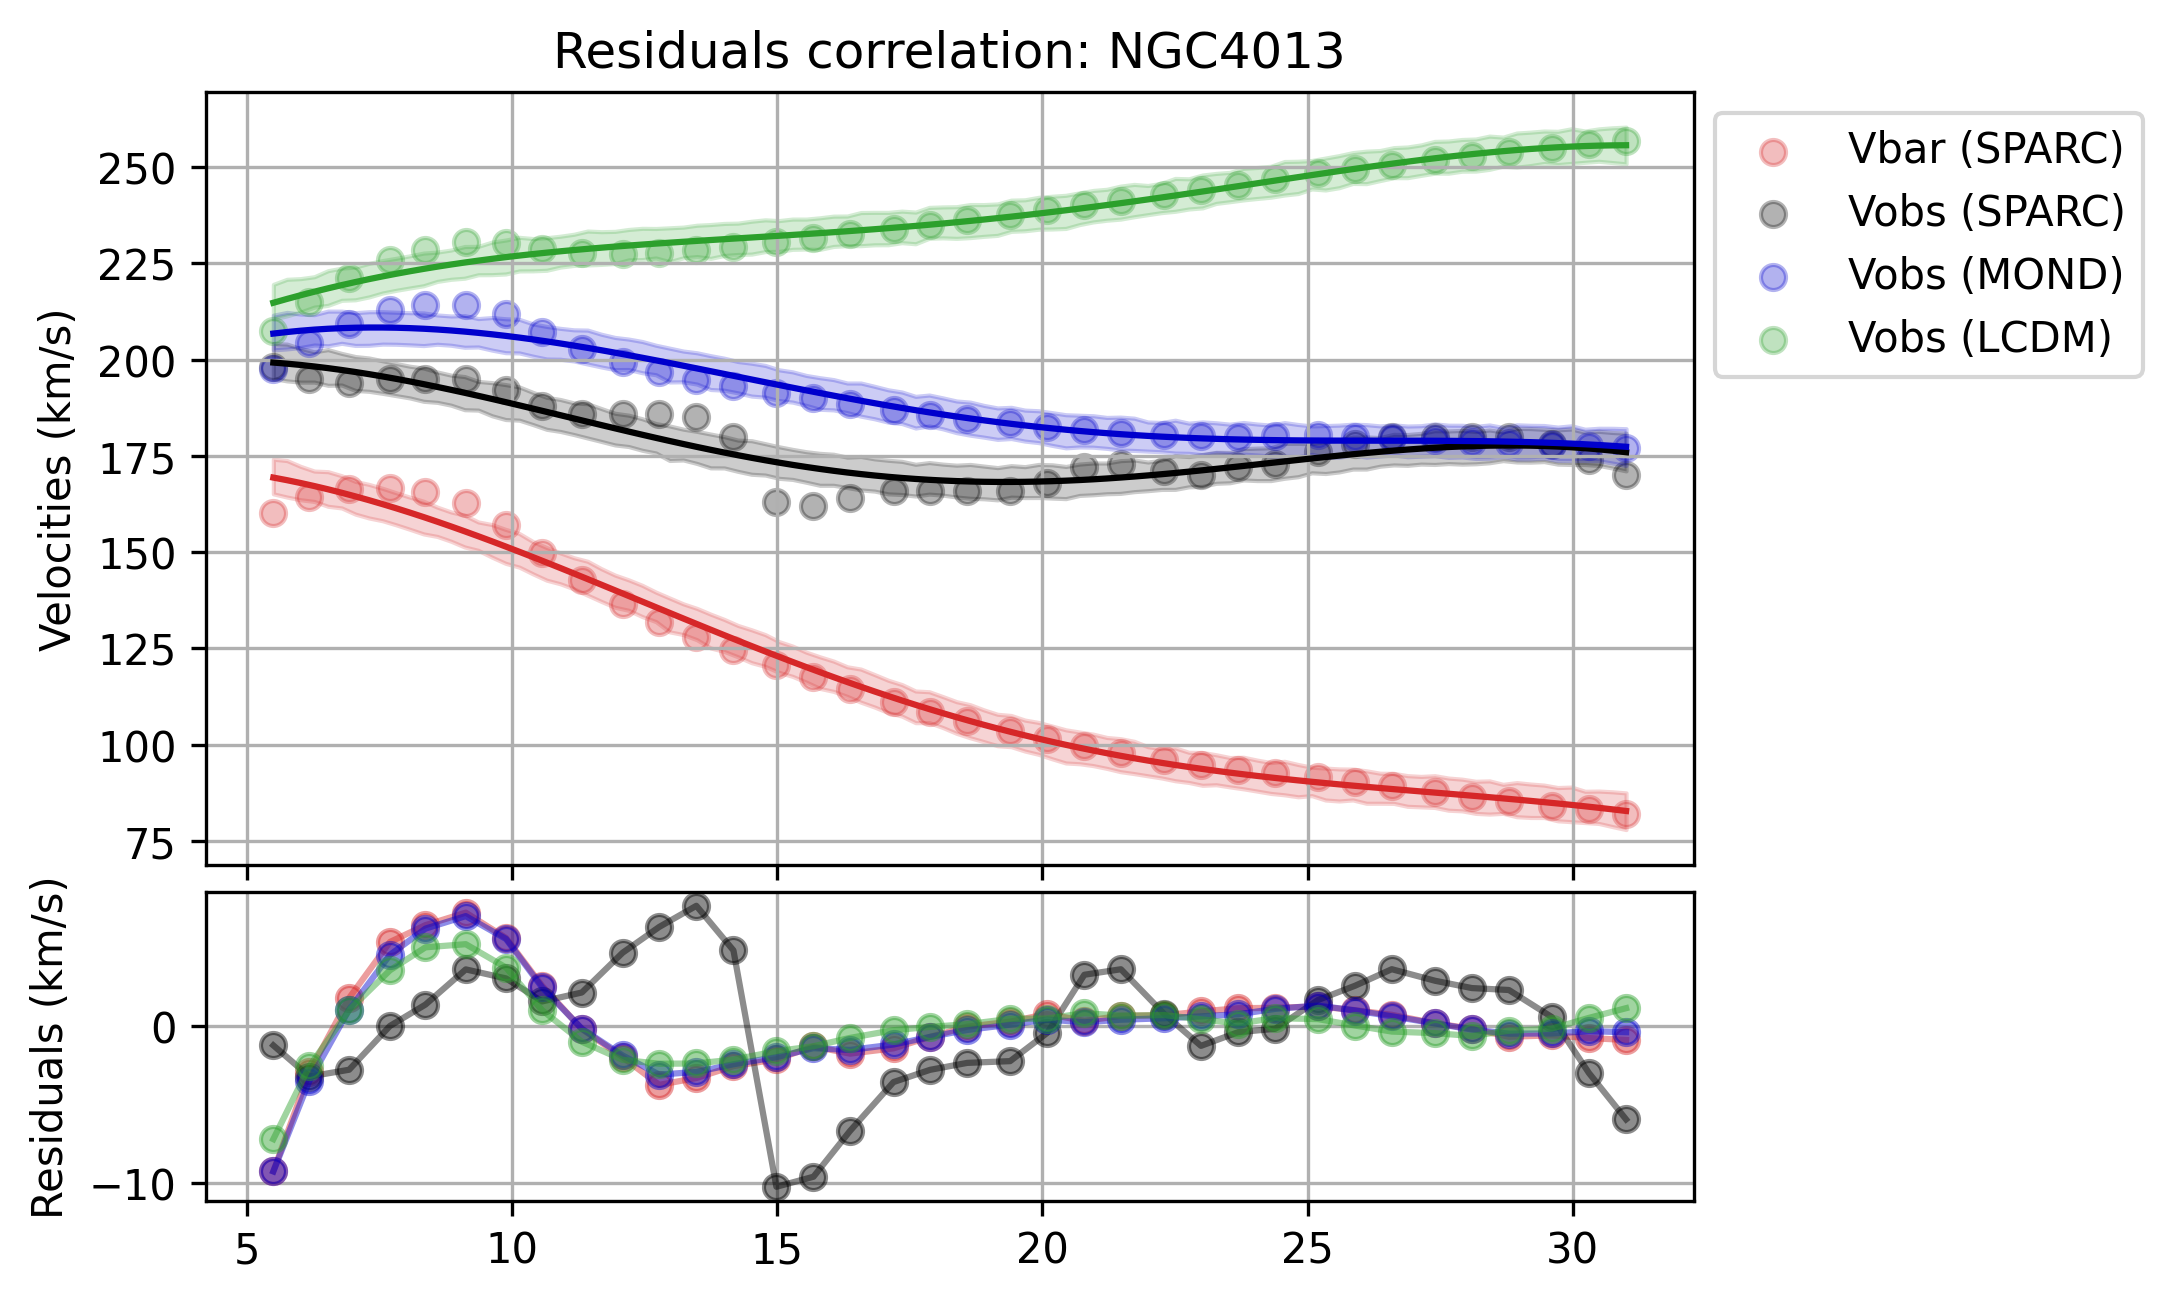 Residuals correlation: NGC4013
Velocities (km/s)
250
225
200
175
150
125
100
75
Vbar (SPARC)
Vobs (SPARC)
Vobs (MOND)
Vobs (LCDM)
Residuals (km/s)
0
−10
5 10 15 20 25 30